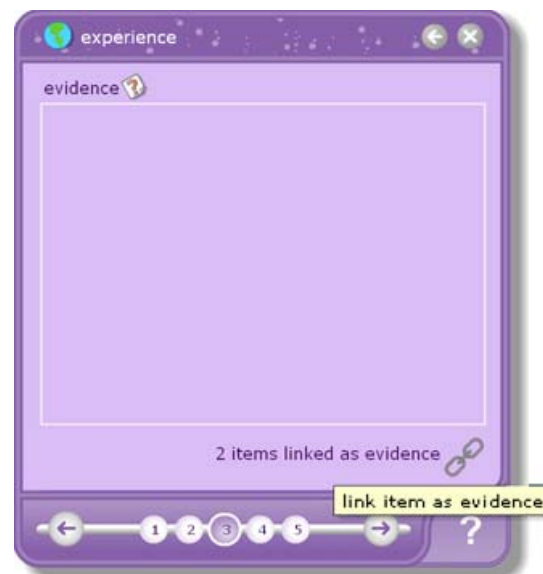 experience
evidence ?
2 items linked as evidence
link item as evidence
1 2 3 4 5
?